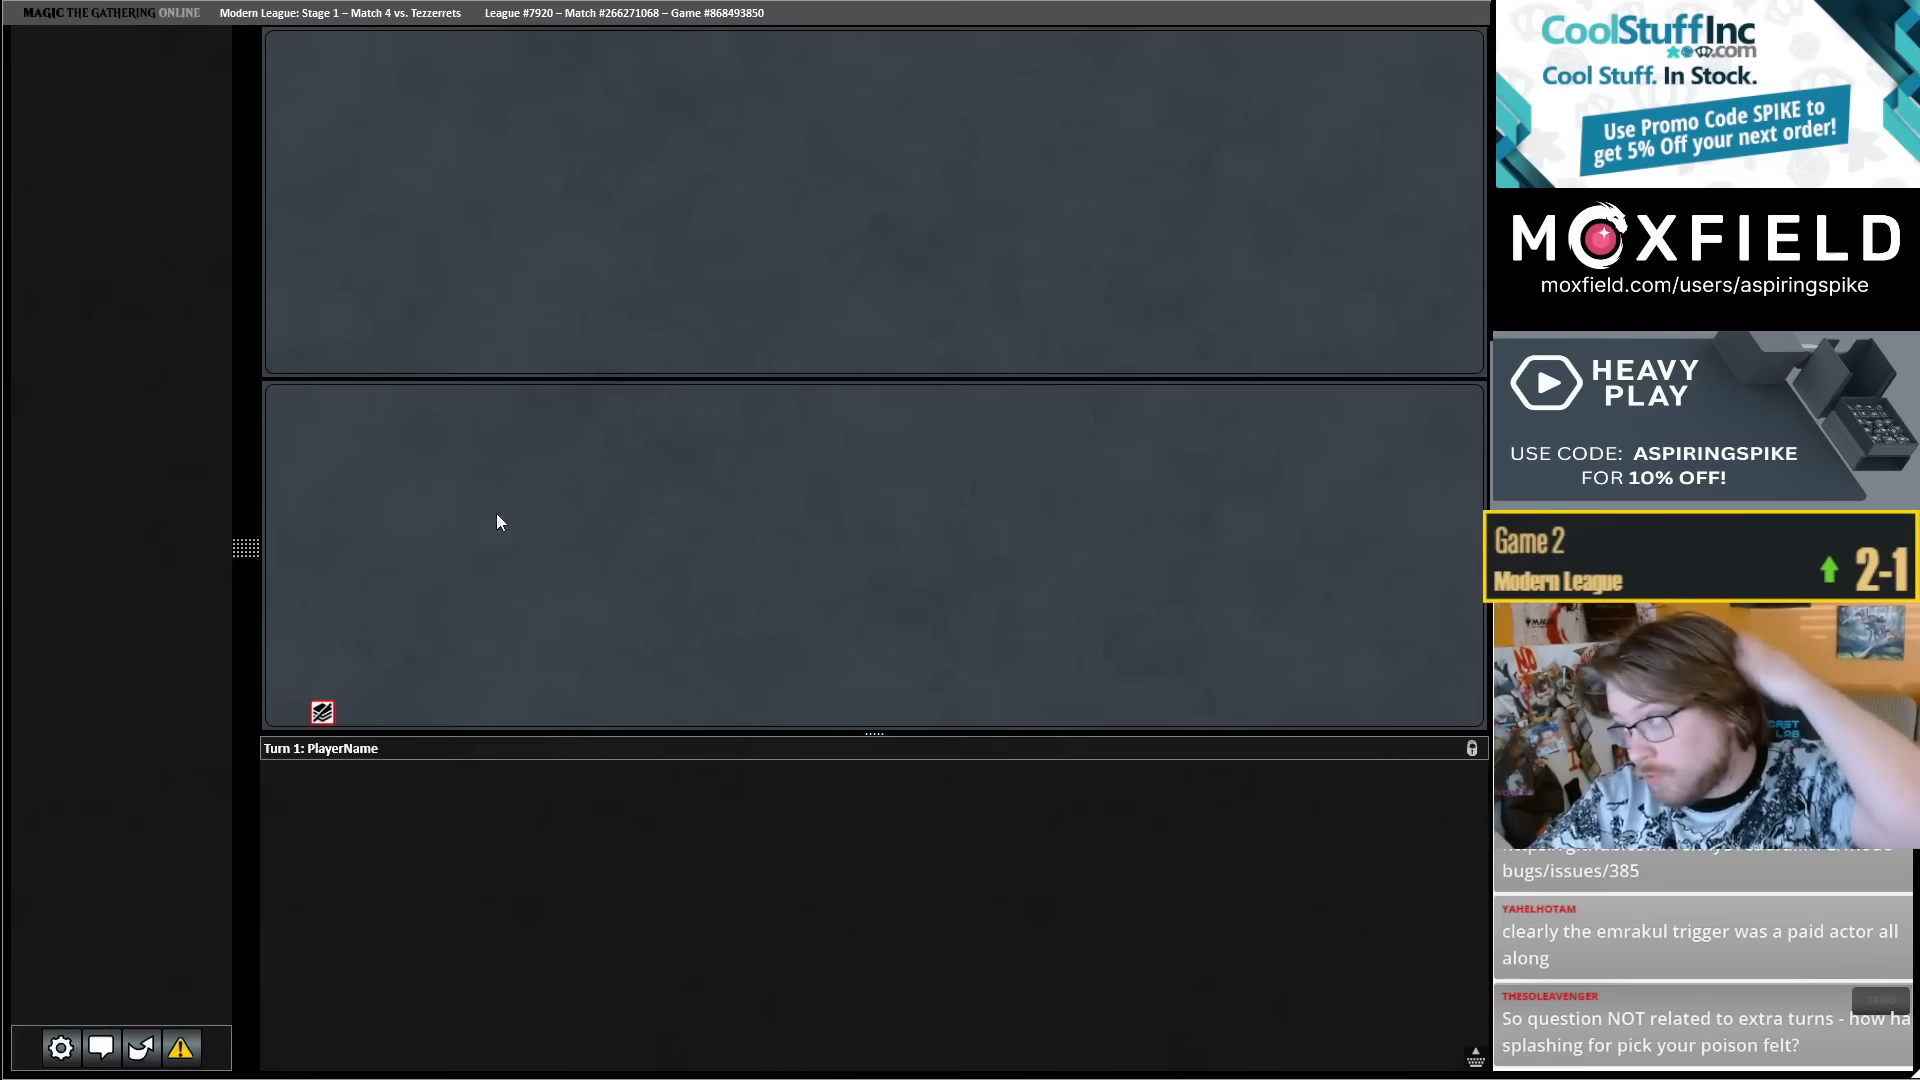 MAGIC THE GATHERING ONLINE
Modern League: Stage 1 – Match 4 vs. Tezzerrets
League #7920 – Match #266271068 – Game #868493850
CoolStuffInc
.com
Cool Stuff. In Stock.
Use Promo Code SPIKE to
get 5% Off your next order!
MOXFIELD
moxfield.com/users/aspiringspike
HEAVY
PLAY
USE CODE: ASPIRINGSPIKE
FOR 10% OFF!
Game 2
Modern League
2-1
Turn 1: PlayerName
bugs/issues/385
YAHELHOTAM
clearly the emrakul trigger was a paid actor all
along
THESOLEAVENGER
SEND
So question NOT related to extra turns - how ha
splashing for pick your poison felt?